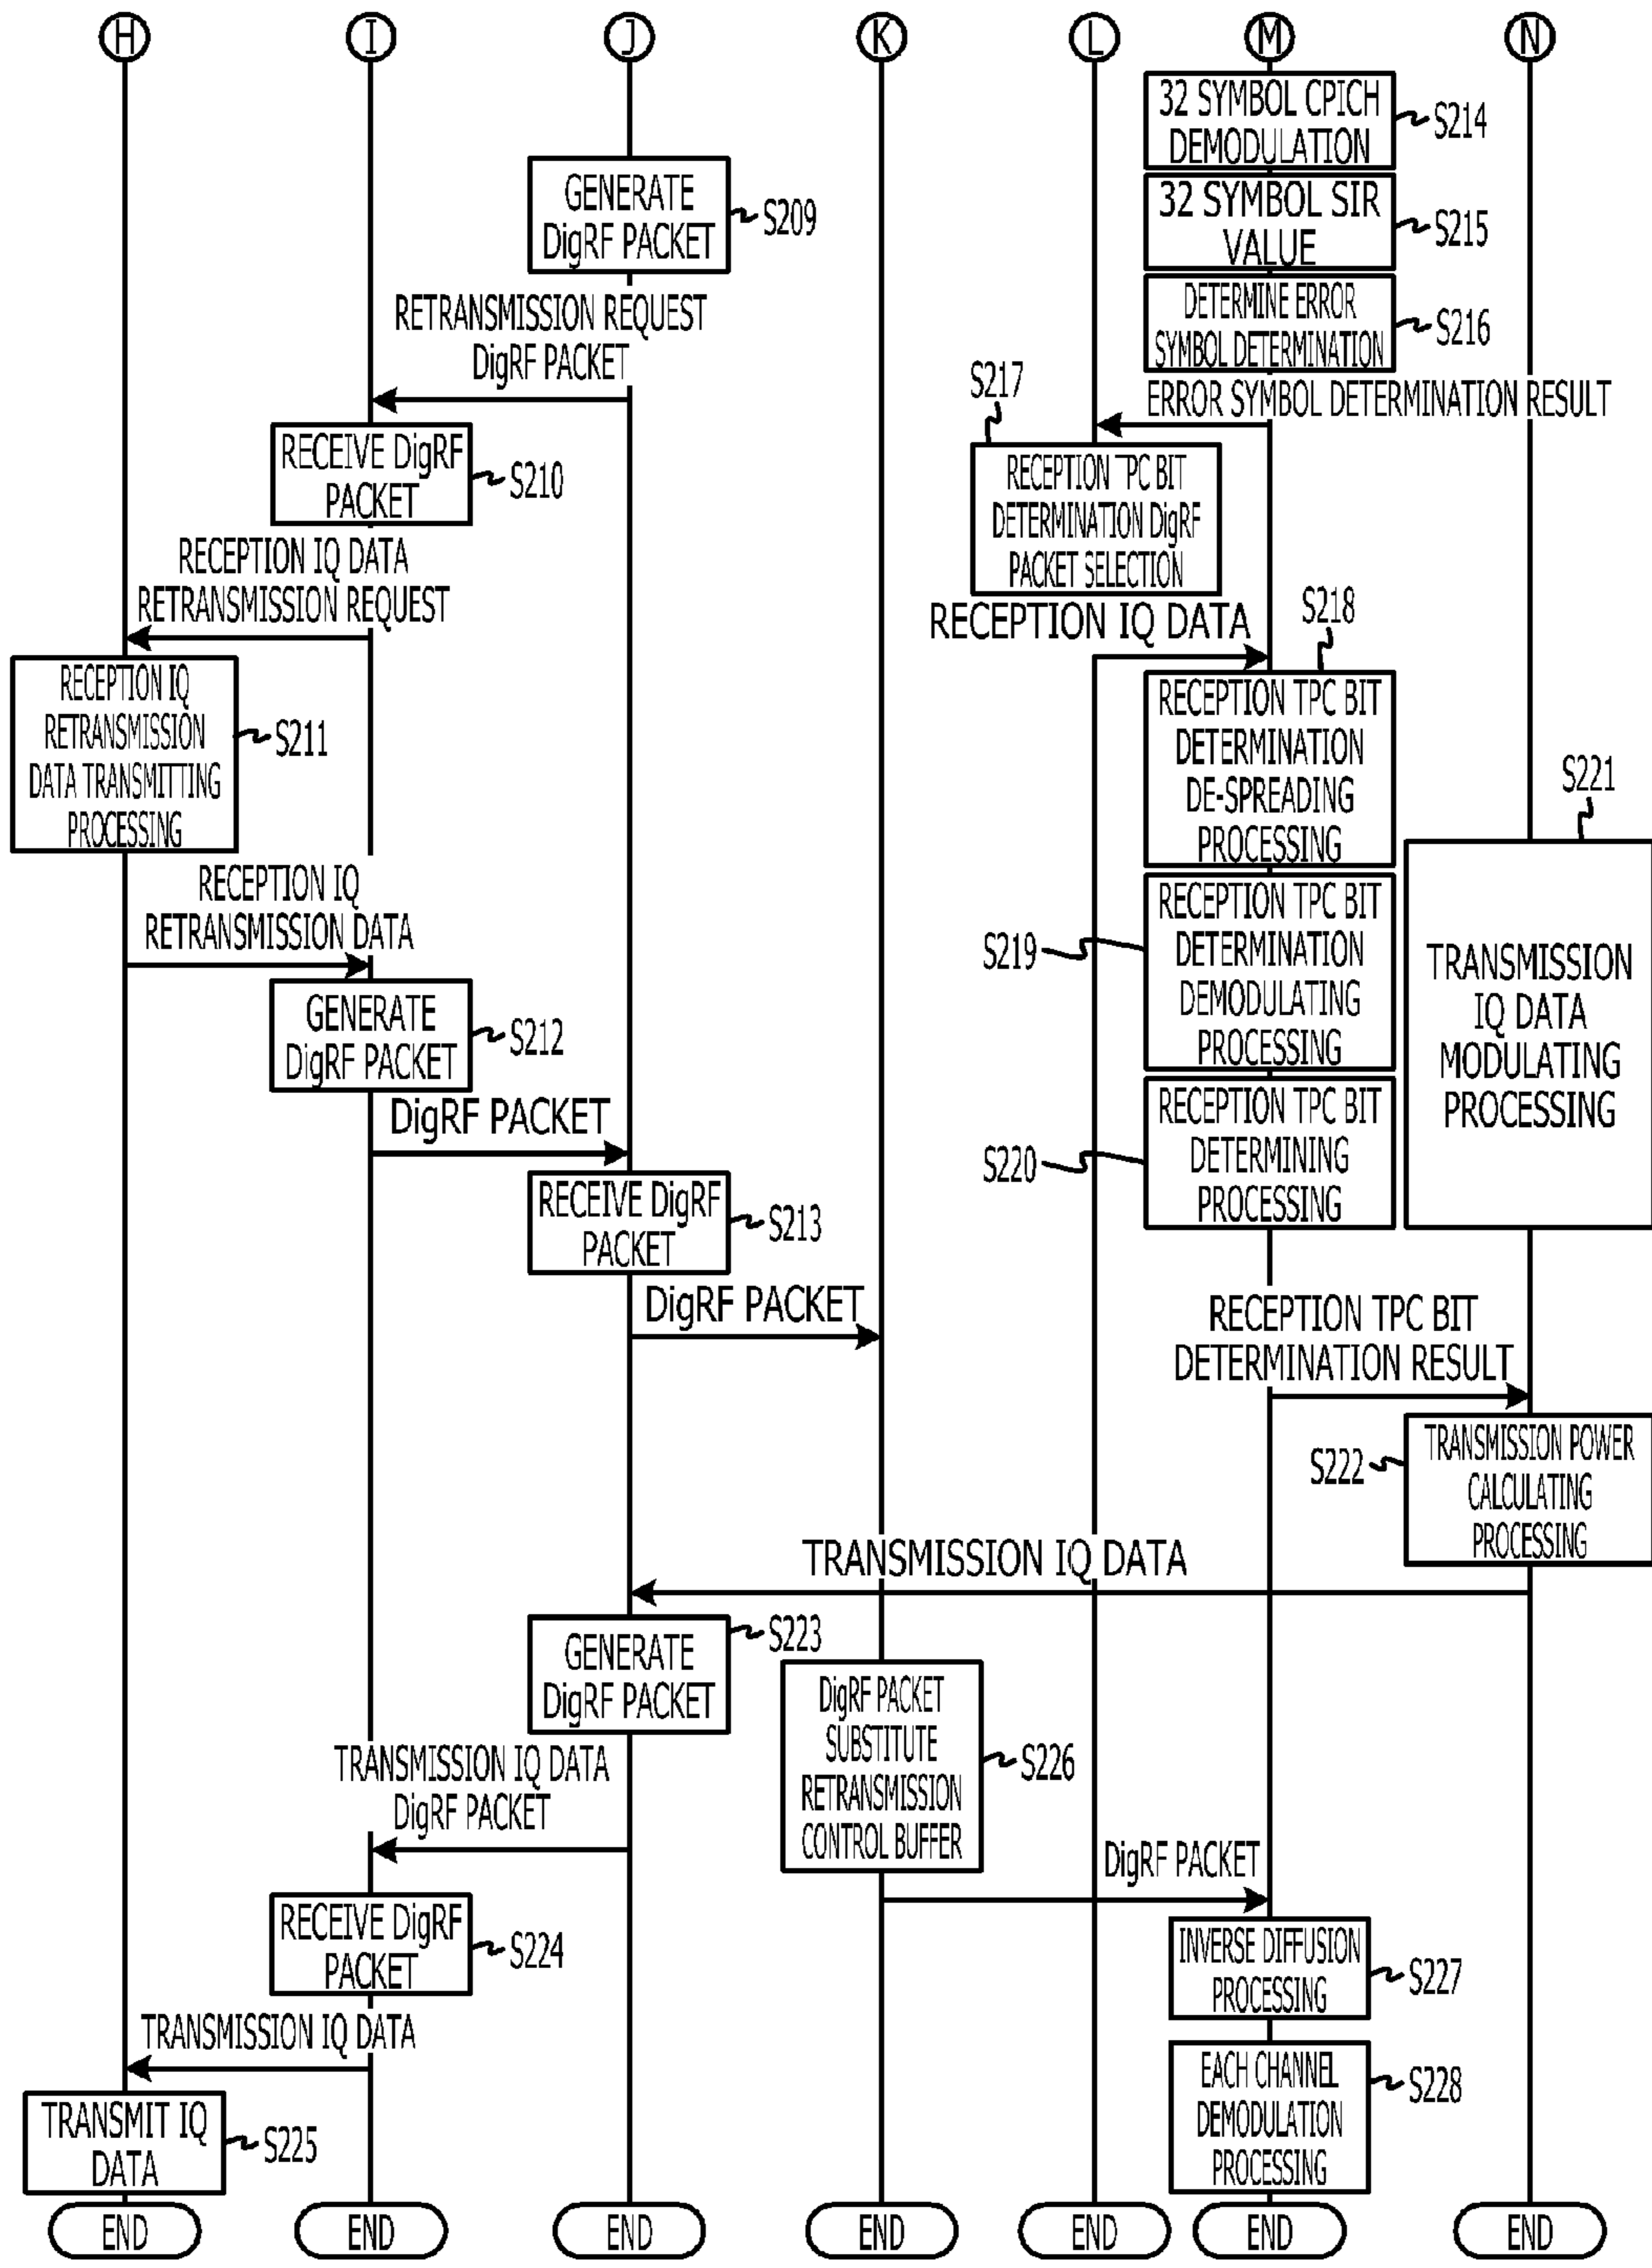 H I J K L M N
32 SYMBOL CPICH
DEMODULATION
S214
GENERATE
DigRF PACKET
S209
32 SYMBOL SIR
VALUE
S215
RETRANSMISSION REQUEST
DigRF PACKET
DETERMINE ERROR
SYMBOL DETERMINATION
S216
S217
ERROR SYMBOL DETERMINATION RESULT
RECEIVE DigRF
PACKET
S210
RECEPTION TPC BIT
DETERMINATION DigRF
PACKET SELECTION
RECEPTION IQ DATA
RETRANSMISSION REQUEST
RECEPTION IQ DATA
S218
RECEPTION IQ
RETRANSMISSION
DATA TRANSMITTING
PROCESSING
S211
RECEPTION TPC BIT
DETERMINATION
DE-SPREADING
PROCESSING
S221
RECEPTION IQ
RETRANSMISSION DATA
S219
RECEPTION TPC BIT
DETERMINATION
DEMODULATING
PROCESSING
TRANSMISSION
IQ DATA
MODULATING
PROCESSING
GENERATE
DigRF PACKET
S212
DigRF PACKET
S220
RECEPTION TPC BIT
DETERMINING
PROCESSING
RECEIVE DigRF
PACKET
S213
DigRF PACKET
RECEPTION TPC BIT
DETERMINATION RESULT
S222
TRANSMISSION POWER
CALCULATING
PROCESSING
TRANSMISSION IQ DATA
GENERATE
DigRF PACKET
S223
DigRF PACKET
SUBSTITUTE
RETRANSMISSION
CONTROL BUFFER
S226
TRANSMISSION IQ DATA
DigRF PACKET
DigRF PACKET
RECEIVE DigRF
PACKET
S224
INVERSE DIFFUSION
PROCESSING
S227
TRANSMISSION IQ DATA
EACH CHANNEL
DEMODULATION
PROCESSING
S228
TRANSMIT IQ
DATA
S225
END END END END END END END